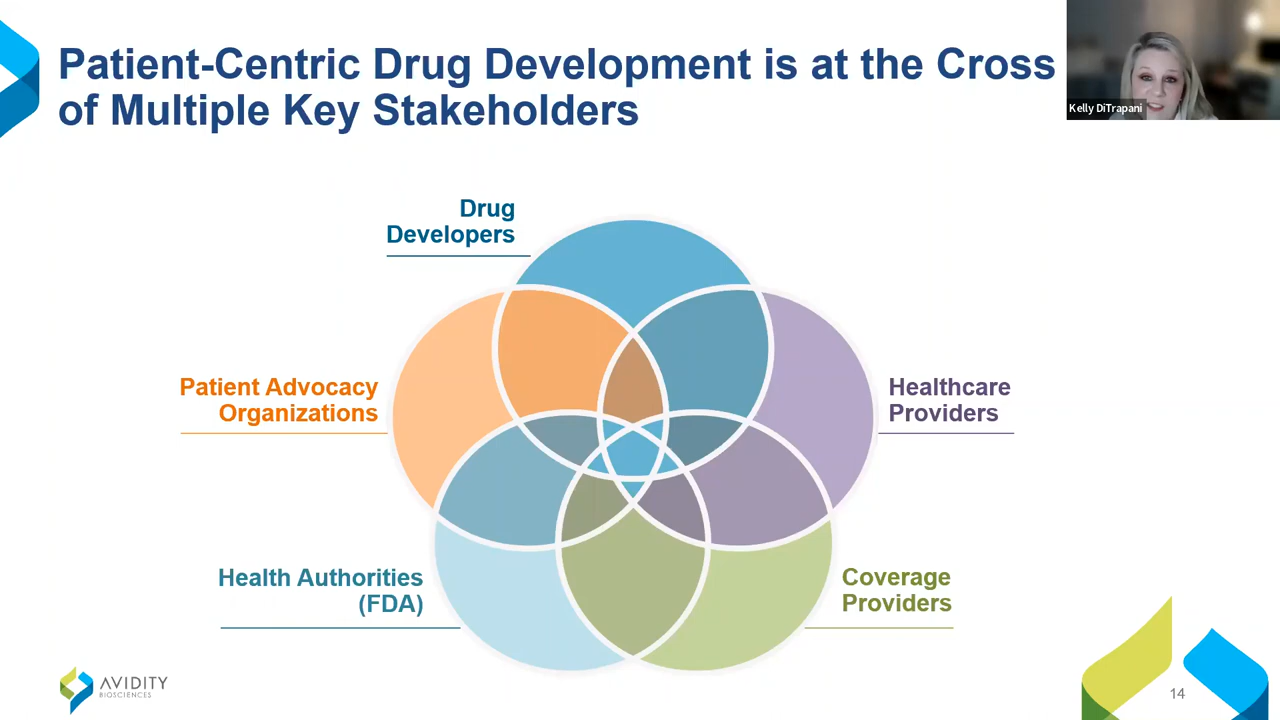 Patient-Centric Drug Development is at the Cross
of Multiple Key Stakeholders
Kelly DiTrapani
Drug
Developers
Patient Advocacy
Organizations
Healthcare
Providers
Health Authorities
(FDA)
Coverage
Providers
AVIDITY
BIOSCIENCES
14